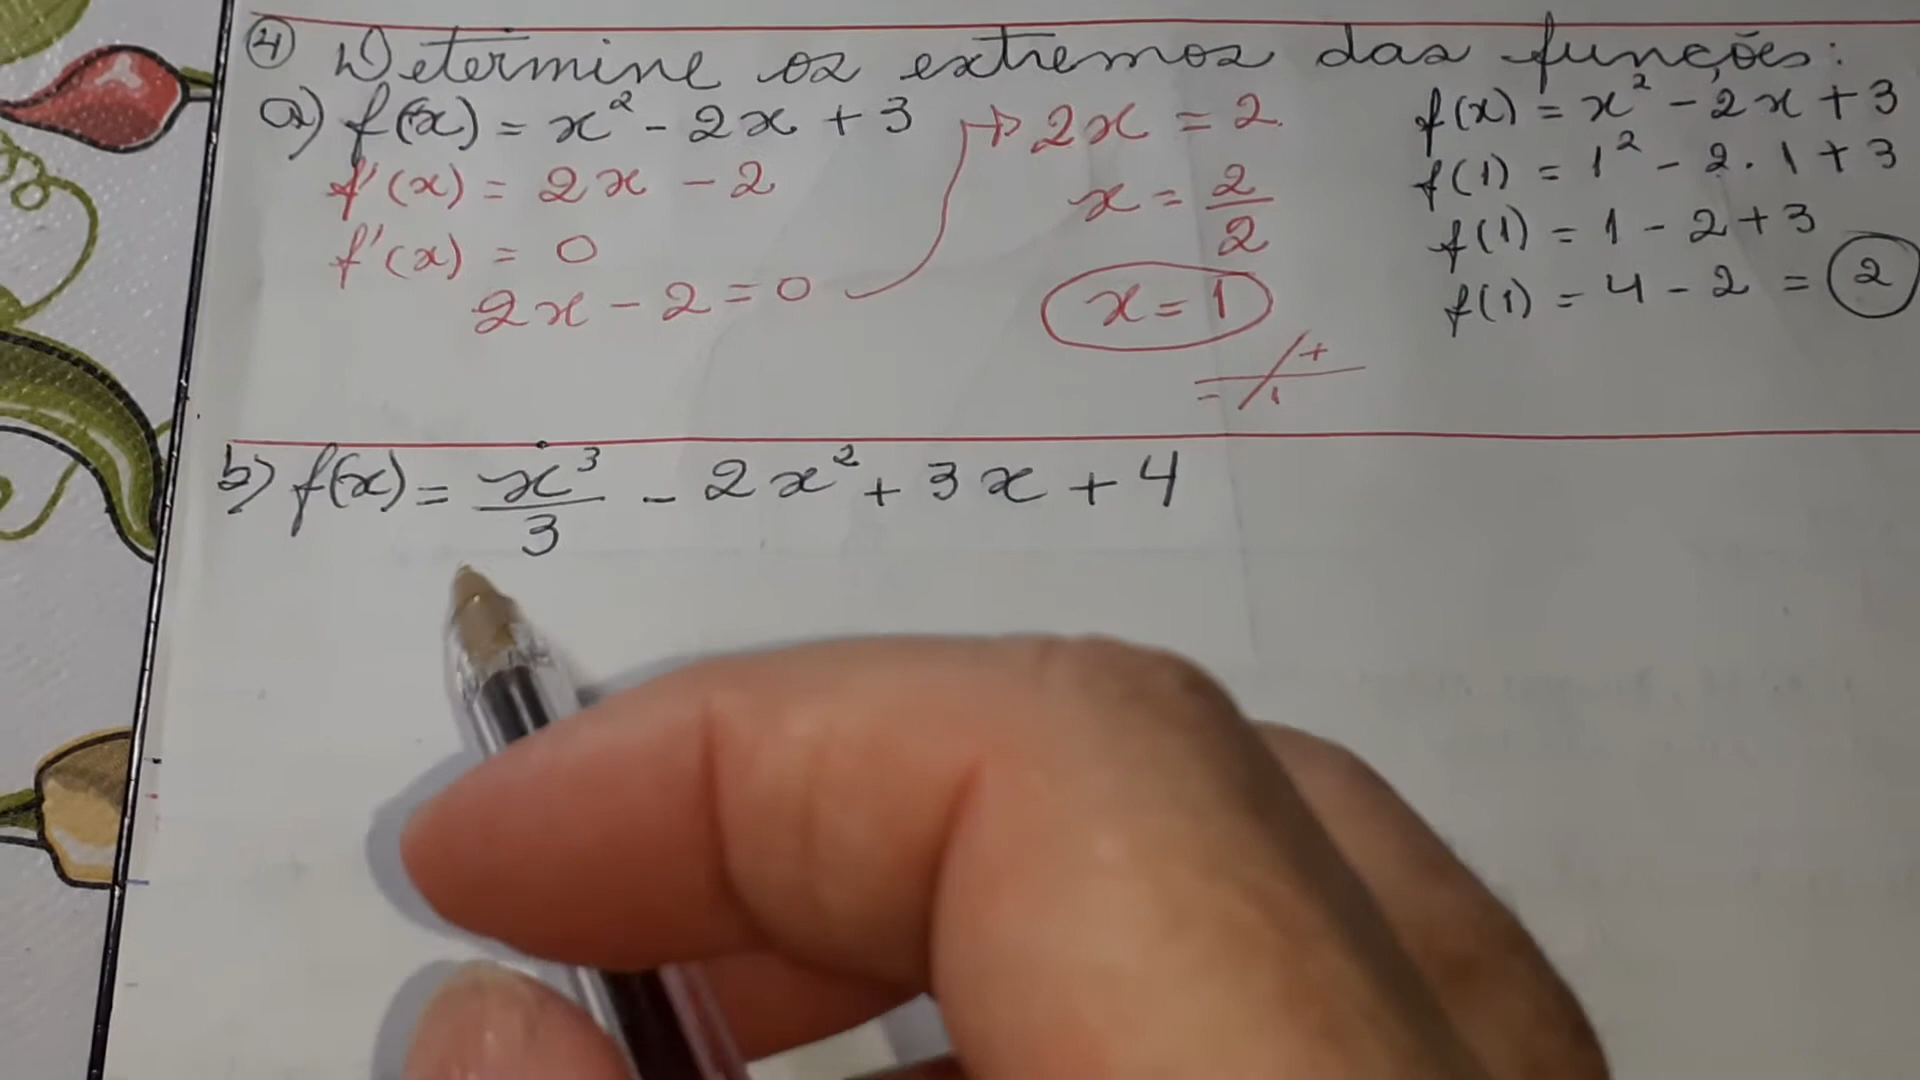 4) Determine os extremos das funções:
a) f(x) = x² - 2x + 3
f'(x) = 2x - 2
f'(x) = 0
2x - 2 = 0
→ 2x = 2
x = 2/2
x = 1
- / +
1
f(x) = x² - 2x + 3
f(1) = 1² - 2.1 + 3
f(1) = 1 - 2 + 3
f(1) = 4 - 2 = 2
b) f(x) = x³/3 - 2x² + 3x + 4